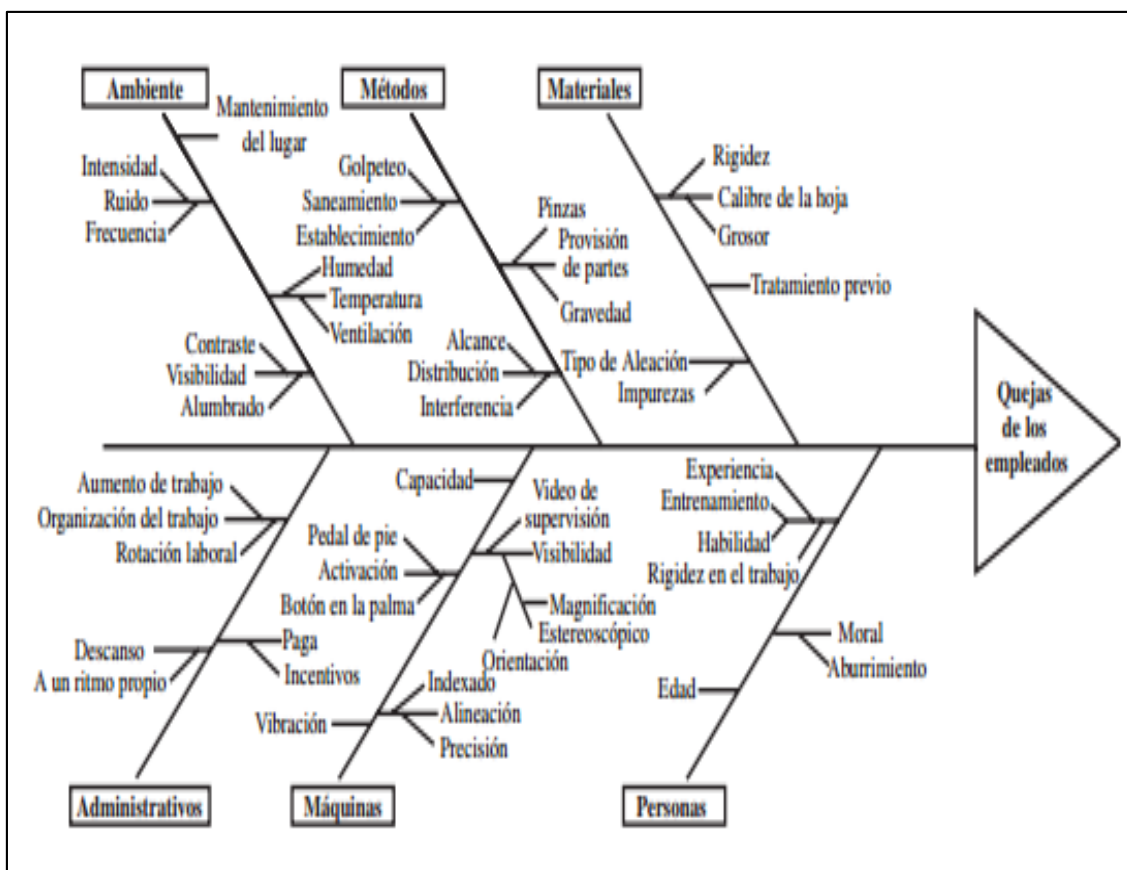 Ambiente
Métodos
Materiales
Mantenimiento
del lugar
Intensidad
Ruido
Frecuencia
Humedad
Temperatura
Ventilación
Contraste
Visibilidad
Alumbrado
Golpeteo
Saneamiento
Establecimiento
Pinzas
Provisión
de partes
Gravedad
Alcance
Distribución
Interferencia
Rigidez
Calibre de la hoja
Grosor
Tratamiento previo
Tipo de Aleación
Impurezas
Quejas
de los
empleados
Aumento de trabajo
Organización del trabajo
Rotación laboral
Descanso
A un ritmo propio
Paga
Incentivos
Capacidad
Video de
supervisión
Visibilidad
Pedal de pie
Activación
Botón en la palma
Magnificación
Estereoscópico
Orientación
Indexado
Alineación
Precisión
Vibración
Experiencia
Entrenamiento
Habilidad
Rigidez en el trabajo
Moral
Aburrimiento
Edad
Administrativos
Máquinas
Personas